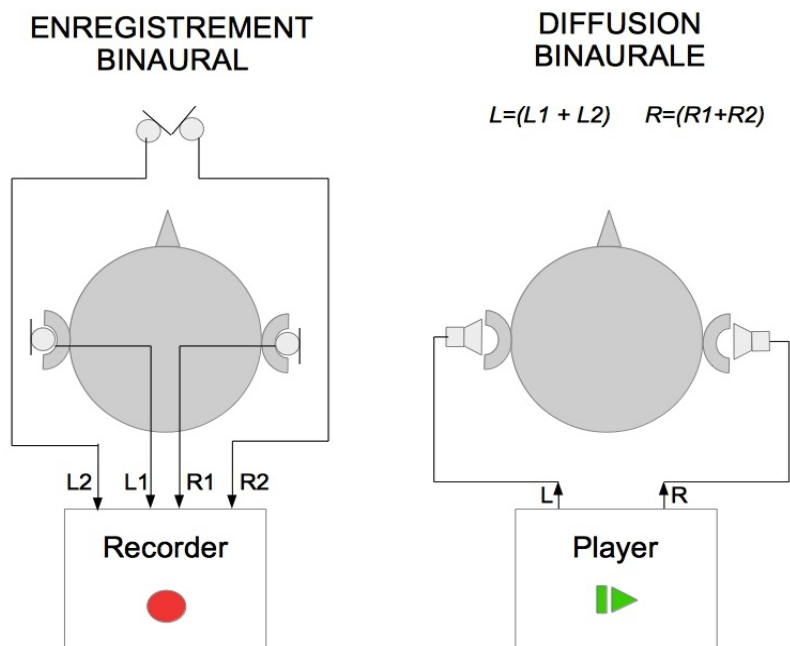 ENREGISTREMENT
BINAURAL
DIFFUSION
BINAURALE
L=(L1 + L2) R=(R1+R2)
L2 L1 R1 R2
Recorder
L R
Player